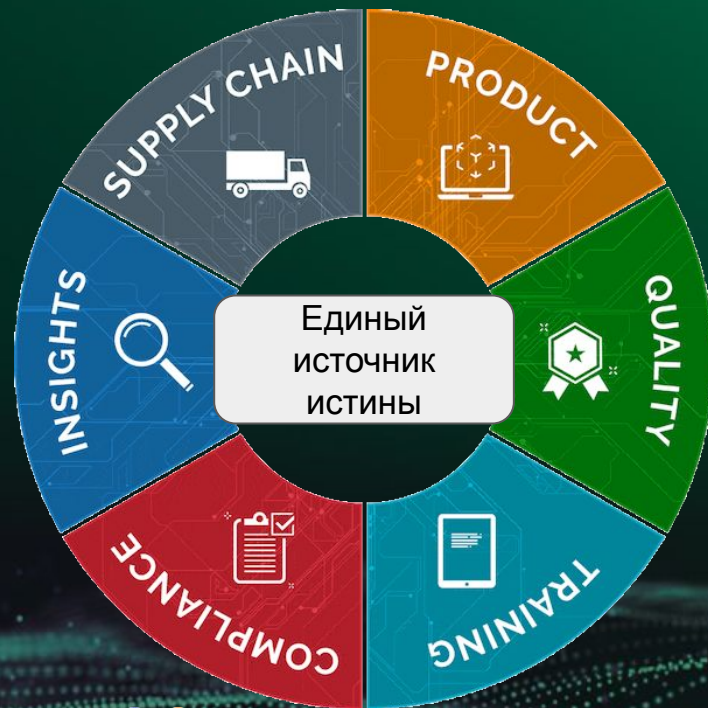 SUPPLY CHAIN
PRODUCT
QUALITY
TRAINING
COMPLIANCE
INSIGHTS
Единый
источник
истины